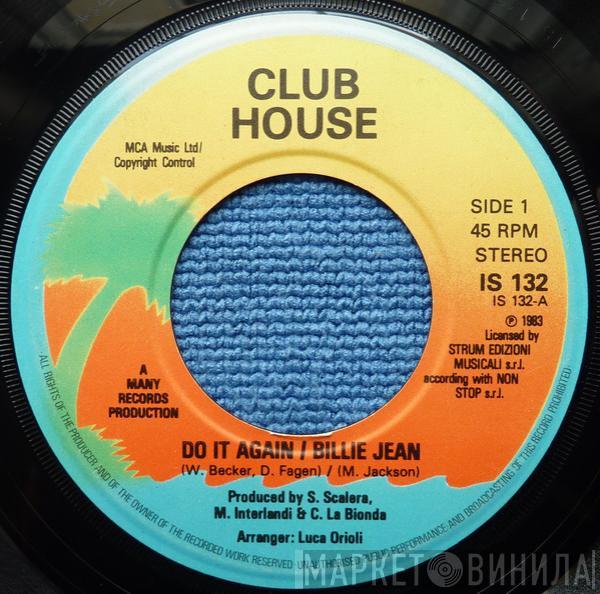 CLUB
HOUSE
MCA Music Ltd/
Copyright Control
SIDE 1
45 RPM
STEREO
IS 132
IS 132-A
℗ 1983
Licensed by
STRUM EDIZIONI
MUSICALI s.r.l.
according with NON
STOP s.r.l.
A
MANY
RECORDS
PRODUCTION
DO IT AGAIN / BILLIE JEAN
(W. Becker, D. Fagen) / (M. Jackson)
Produced by S. Scalera,
M. Interlandi & C. La Bionda
Arranger: Luca Orioli
·ALL RIGHTS OF THE PRODUCER AND OF THE OWNER OF THE RECORDED WORK RESERVED·UNAUTHORISED PUBLIC PERFORMANCE AND BROADCASTING OF THIS RECORD PROHIBITED·
МАРКЕТ ВИНИЛА